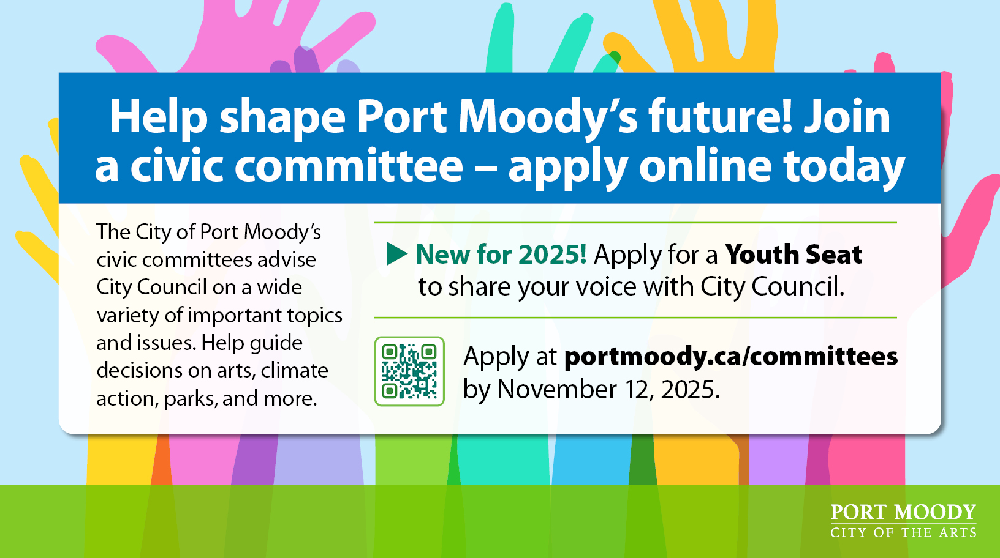 Help shape Port Moody’s future! Join
a civic committee – apply online today
The City of Port Moody’s
civic committees advise
City Council on a wide
variety of important topics
and issues. Help guide
decisions on arts, climate
action, parks, and more.
▶ New for 2025! Apply for a Youth Seat
to share your voice with City Council.
Apply at portmoody.ca/committees
by November 12, 2025.
PORT MOODY
CITY OF THE ARTS